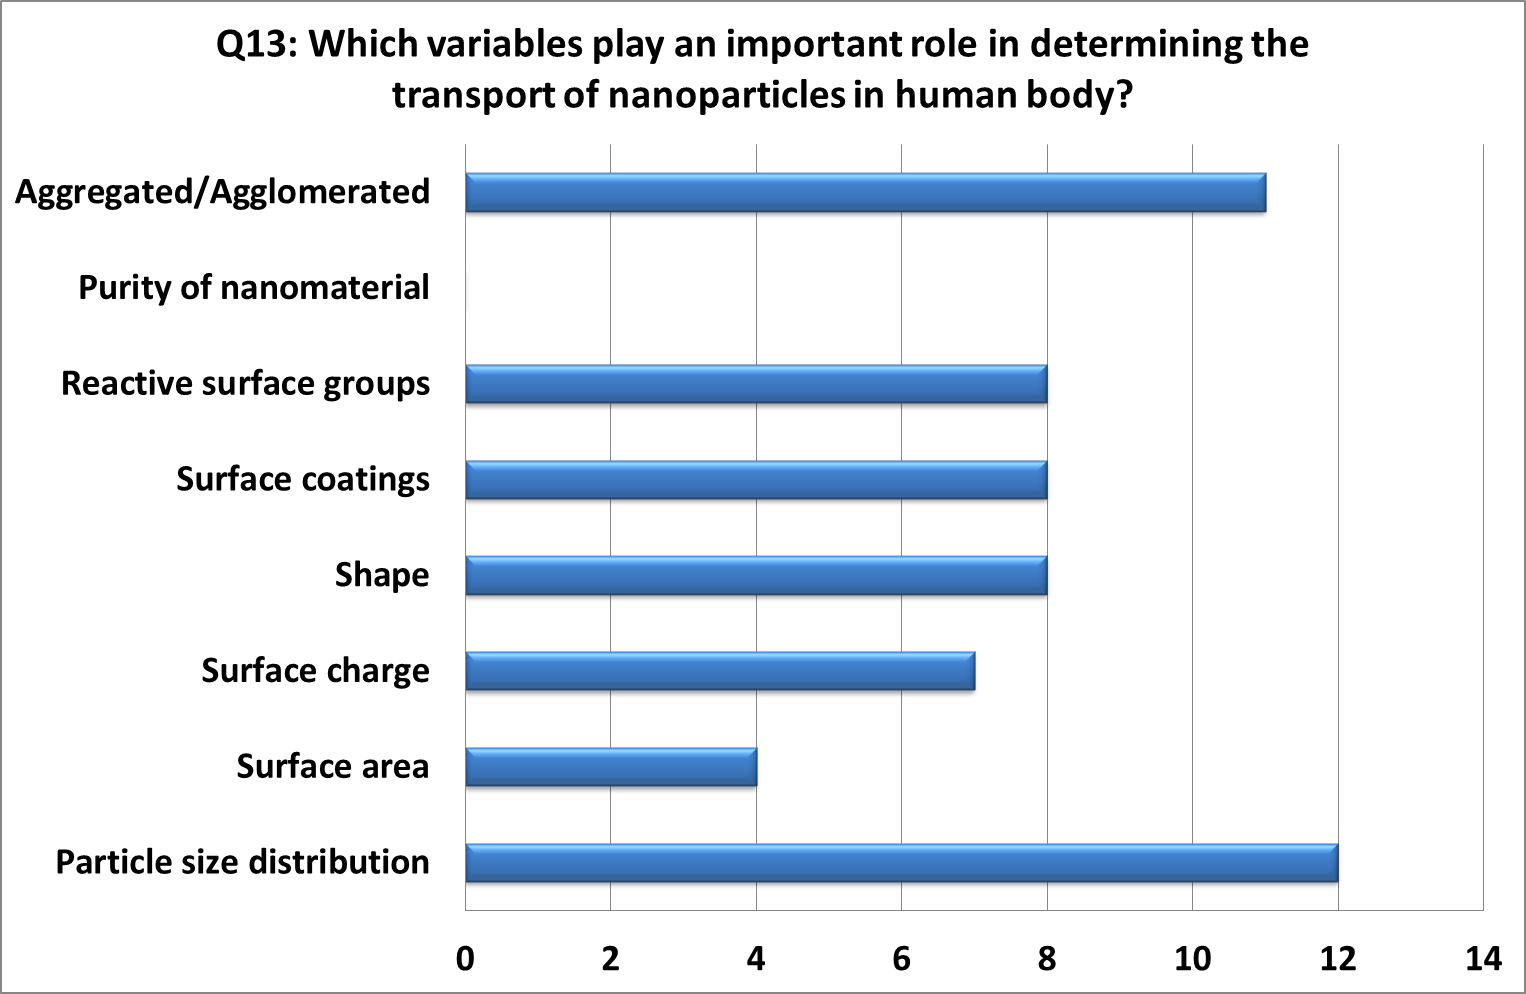 Q13: Which variables play an important role in determining the
transport of nanoparticles in human body?
Aggregated/Agglomerated
Purity of nanomaterial
Reactive surface groups
Surface coatings
Shape
Surface charge
Surface area
Particle size distribution
0 2 4 6 8 10 12 14